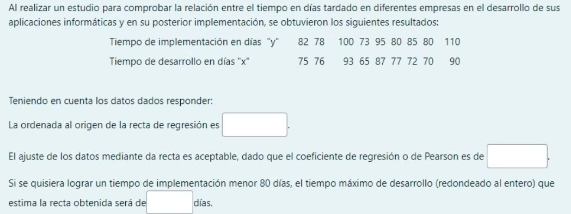 Al realizar un estudio para comprobar la relación entre el tiempo en días tardado en diferentes empresas en el desarrollo de sus
aplicaciones informáticas y en su posterior implementación, se obtuvieron los siguientes resultados:
Tiempo de implementación en días "y" 82 78 100 73 95 80 85 80 110
Tiempo de desarrollo en días "x" 75 76 93 65 87 77 72 70 90
Teniendo en cuenta los datos dados responder:
La ordenada al origen de la recta de regresión es .
El ajuste de los datos mediante da recta es aceptable, dado que el coeficiente de regresión o de Pearson es de .
Si se quisiera lograr un tiempo de implementación menor 80 días, el tiempo máximo de desarrollo (redondeado al entero) que
estima la recta obtenida será de días.